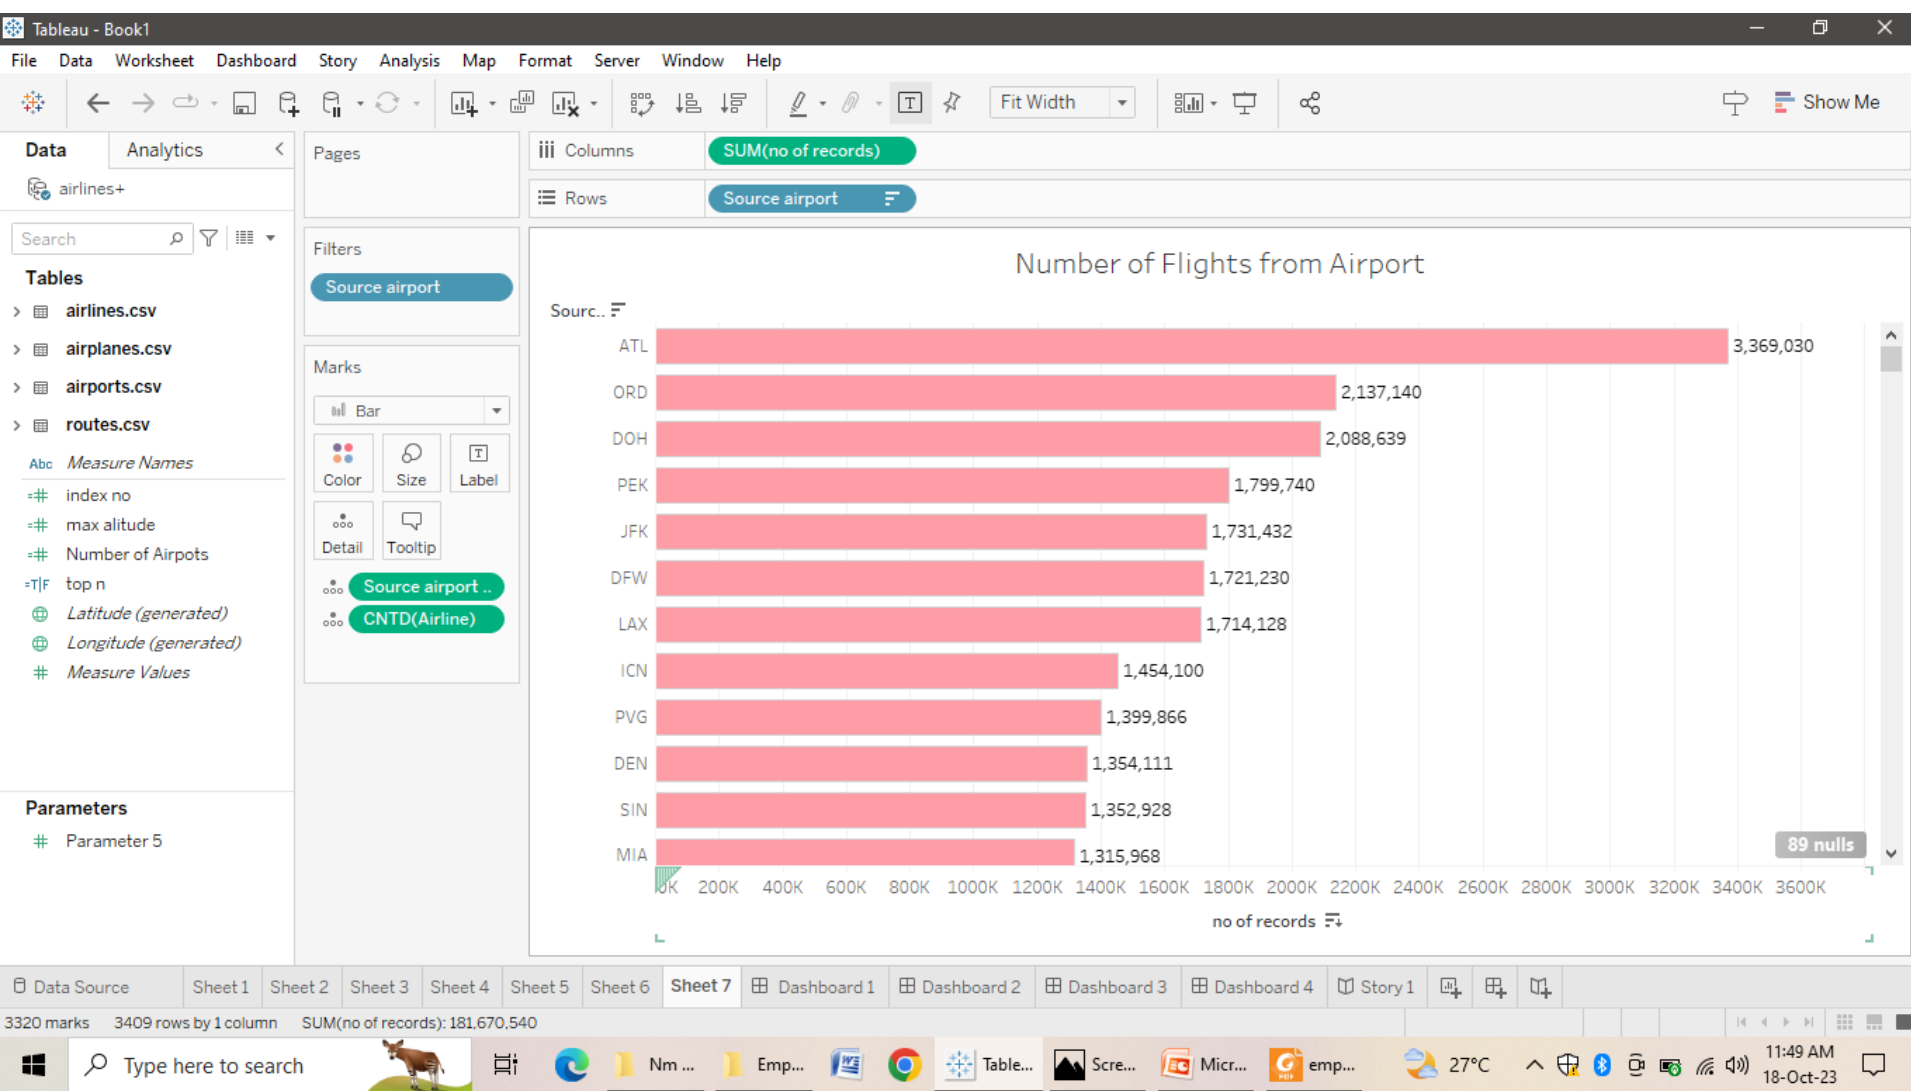 Tableau - Book1
File Data Worksheet Dashboard Story Analysis Map Format Server Window Help
Fit Width
Show Me
Data Analytics
airlines+
Search
Tables
airlines.csv
airplanes.csv
airports.csv
routes.csv
Abc Measure Names
=# index no
=# max alitude
=# Number of Airpots
=T|F top n
Latitude (generated)
Longitude (generated)
# Measure Values
Parameters
# Parameter 5
Pages
Filters
Source airport
Marks
Bar
Color Size Label
Detail Tooltip
Source airport ..
CNTD(Airline)
Columns SUM(no of records)
Rows Source airport
Number of Flights from Airport
Sourc..
ATL 3,369,030
ORD 2,137,140
DOH 2,088,639
PEK 1,799,740
JFK 1,731,432
DFW 1,721,230
LAX 1,714,128
ICN 1,454,100
PVG 1,399,866
DEN 1,354,111
SIN 1,352,928
MIA 1,315,968
89 nulls
0K 200K 400K 600K 800K 1000K 1200K 1400K 1600K 1800K 2000K 2200K 2400K 2600K 2800K 3000K 3200K 3400K 3600K
no of records
Data Source Sheet 1 Sheet 2 Sheet 3 Sheet 4 Sheet 5 Sheet 6 Sheet 7 Dashboard 1 Dashboard 2 Dashboard 3 Dashboard 4 Story 1
3320 marks 3409 rows by 1 column SUM(no of records): 181,670,540
Type here to search
Nm ... Emp... Table... Scre... Micr... emp... 27°C
11:49 AM
18-Oct-23